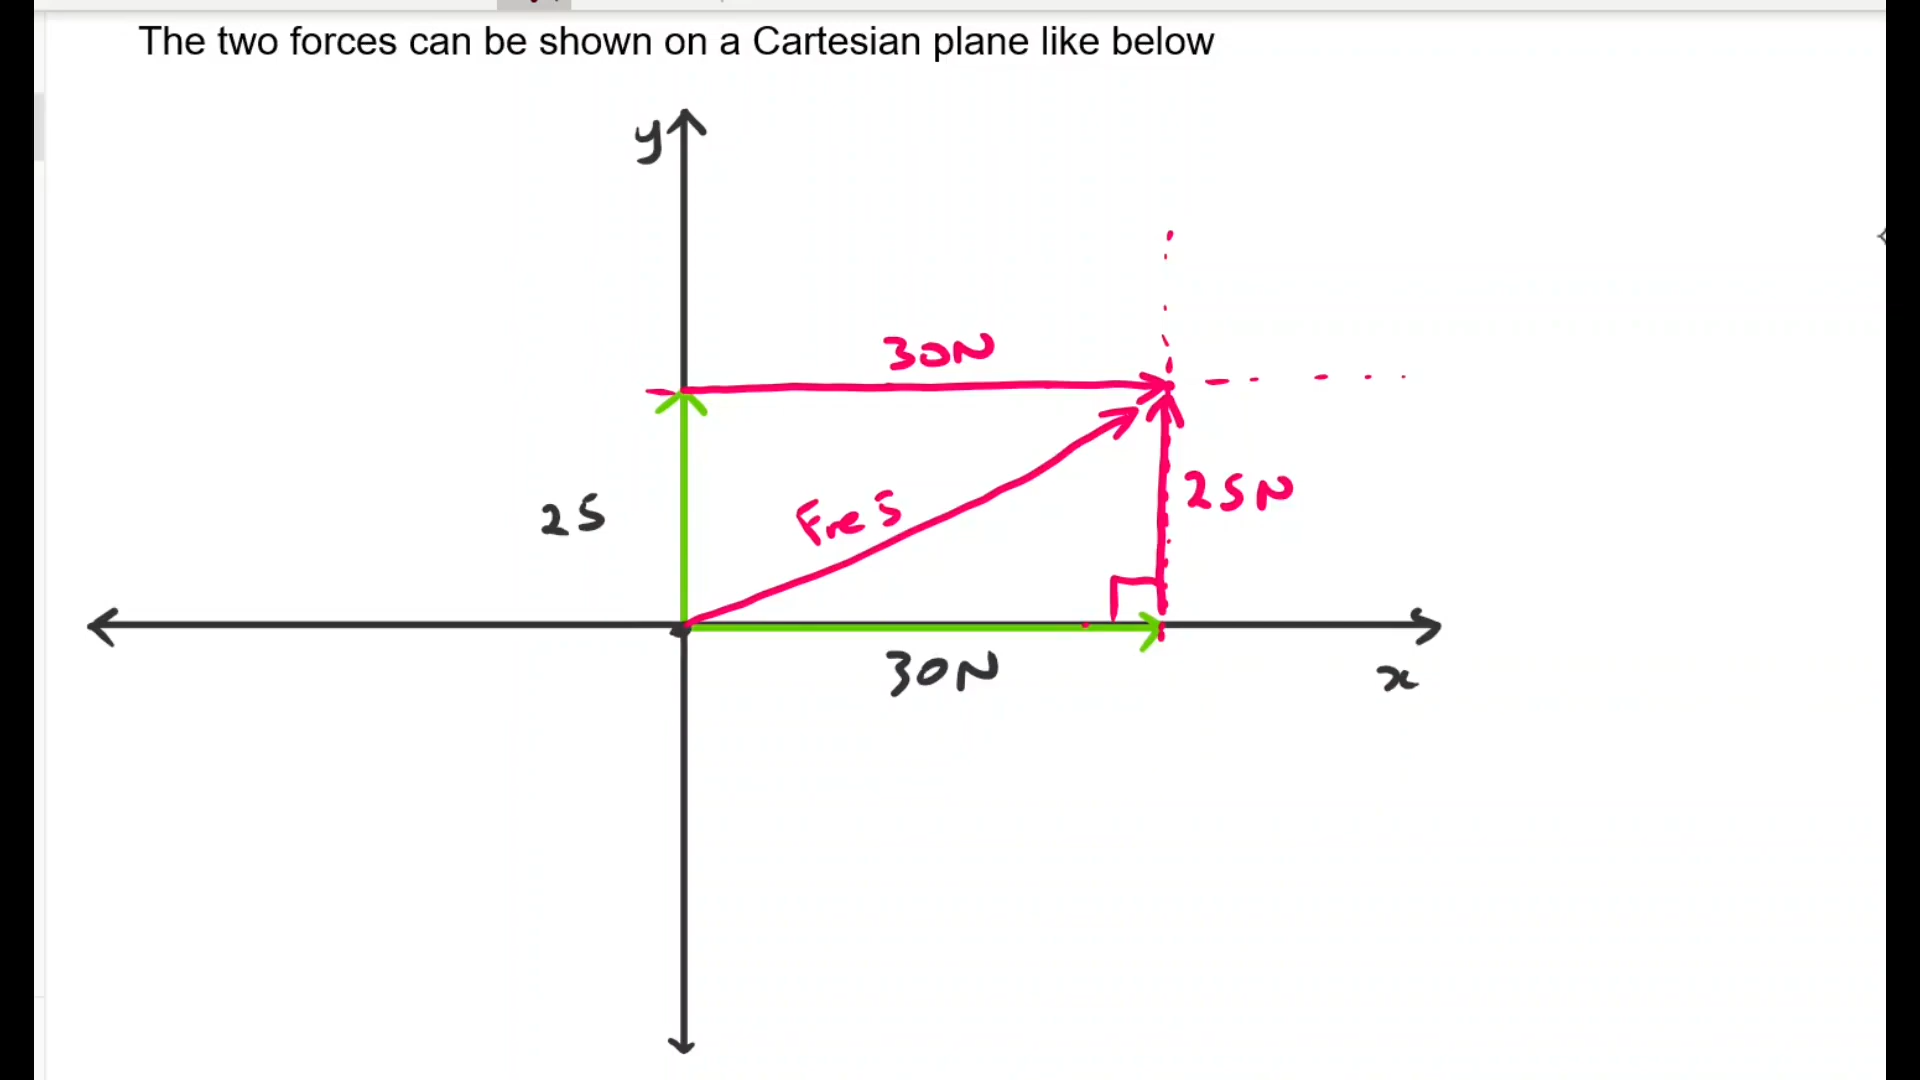 The two forces can be shown on a Cartesian plane like below
y
30N
Fres
25N
25
30N
x